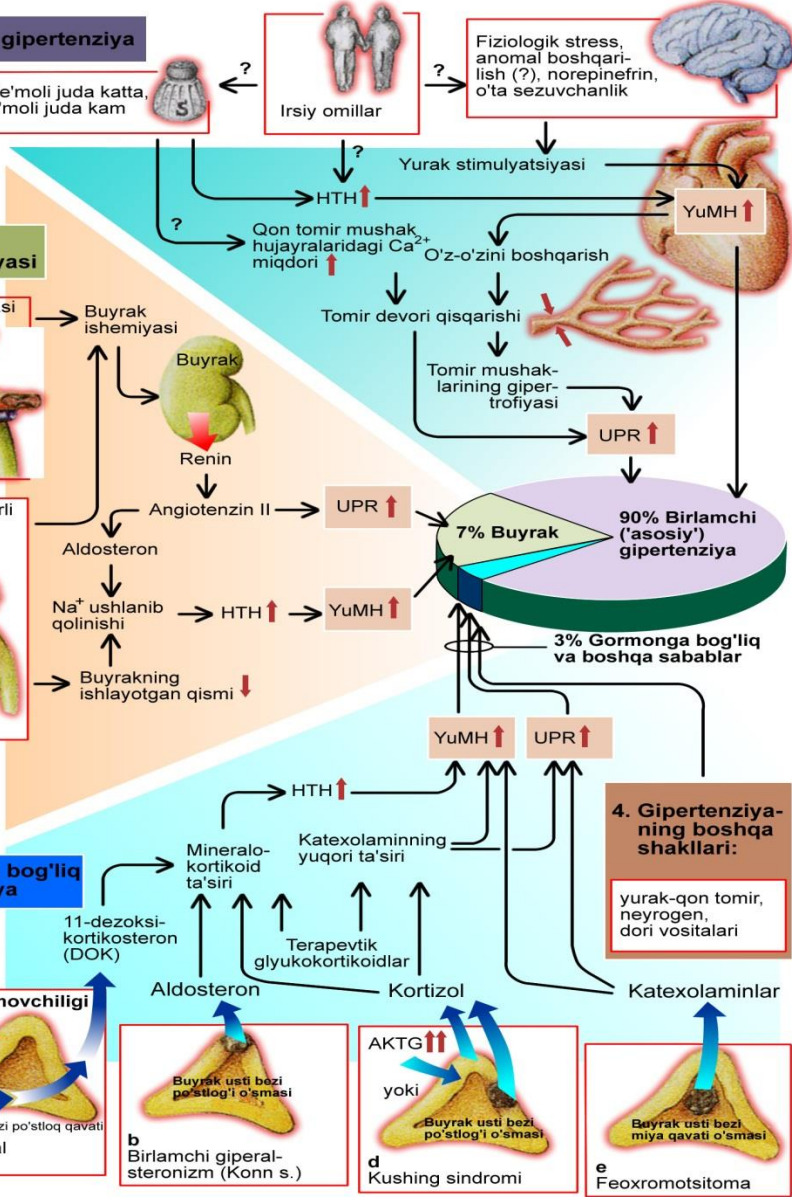 gipertenziya
e'moli juda katta,
'moli juda kam
S
?
Irsiy omillar
?
Fiziologik stress,
anomal boshqari-
lish (?), norepinefrin,
o'ta sezuvchanlik
?
Yurak stimulyatsiyasi
HTH
YuMH
?
Qon tomir mushak
hujayralaridagi Ca2+
miqdori
O'z-o'zini boshqarish
Tomir devori qisqarishi
Tomir mushak-
larining giper-
trofiyasi
UPR
yasi
si
Buyrak
ishemiyasi
Buyrak
Renin
rli
Angiotenzin II
UPR
Aldosteron
Na+ ushlanib
qolinishi
HTH
YuMH
Buyrakning
ishlayotgan qismi
7% Buyrak
90% Birlamchi
('asosiy')
gipertenziya
3% Gormonga bog'liq
va boshqa sabablar
YuMH
UPR
HTH
4. Gipertenziya-
ning boshqa
shakllari:
yurak-qon tomir,
neyrogen,
dori vositalari
bog'liq
ya
Mineralo-
kortikoid
ta'siri
Katexolaminning
yuqori ta'siri
11-dezoksi-
kortikosteron
(DOK)
Terapevtik
glyukokortikoidlar
Aldosteron
Kortizol
Katexolaminlar
movchiligi
zi po'stloq qavati
al
Buyrak usti bezi
po'stlog'i o'smasi
b
Birlamchi giperal-
steronizm (Konn s.)
AKTG
yoki
Buyrak usti bezi
po'stlog'i o'smasi
d
Kushing sindromi
Buyrak usti bezi
miya qavati o'smasi
e
Feoxromotsitoma